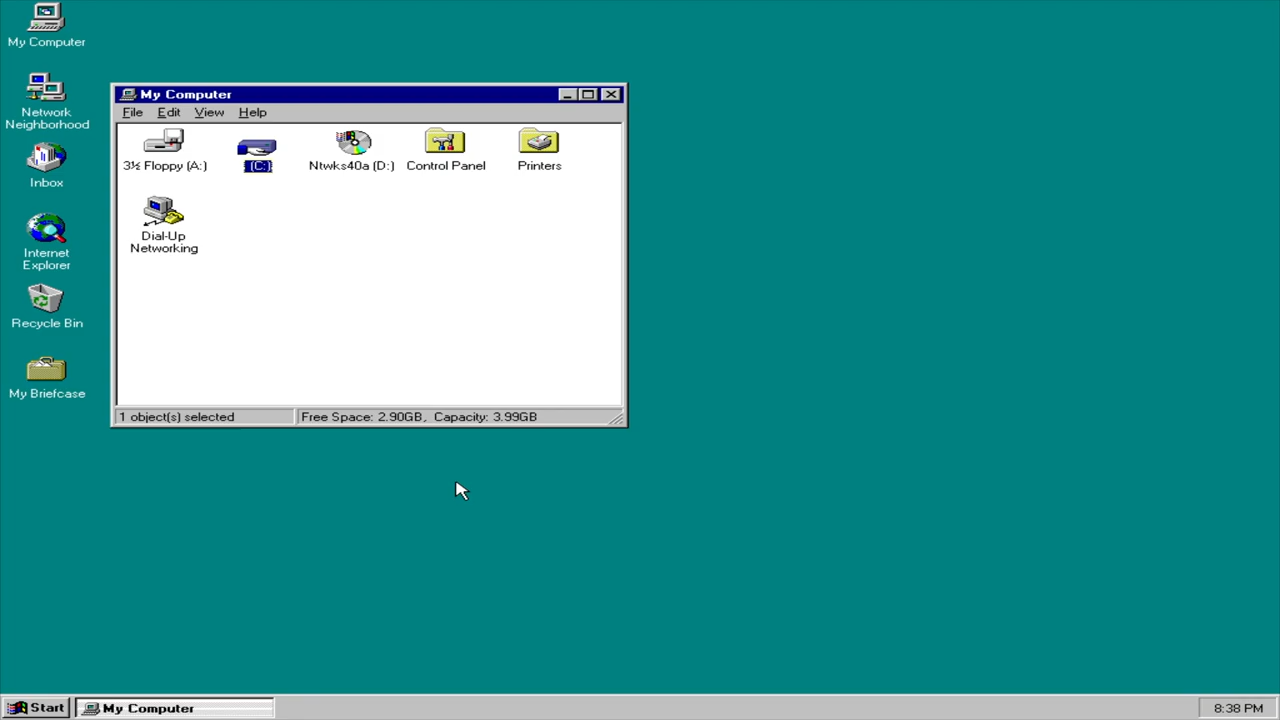 My Computer
Network
Neighborhood
Inbox
Internet
Explorer
Recycle Bin
My Briefcase
My Computer
File Edit View Help
3½ Floppy (A:)
(C:)
Ntwks40a (D:)
Control Panel
Printers
Dial-Up
Networking
1 object(s) selected
Free Space: 2.90GB, Capacity: 3.99GB
Start
My Computer
8:38 PM